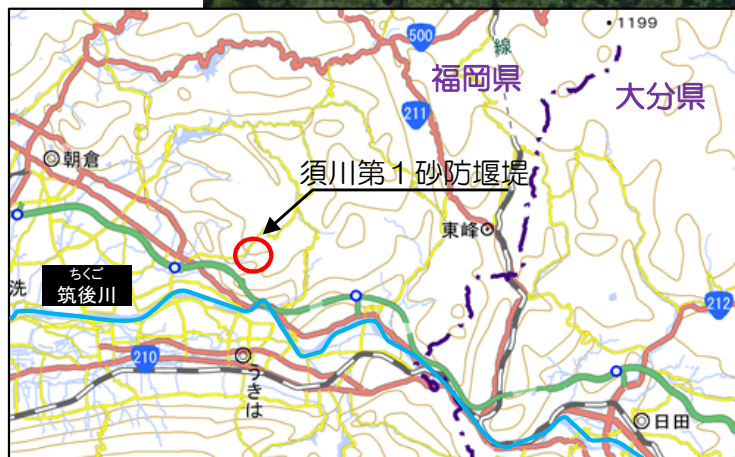 ・1199
500
線
福岡県
大分県
211
朝倉
須川第1砂防堰堤
東峰
ちくご
筑後川
洗
212
210
うきは
日田